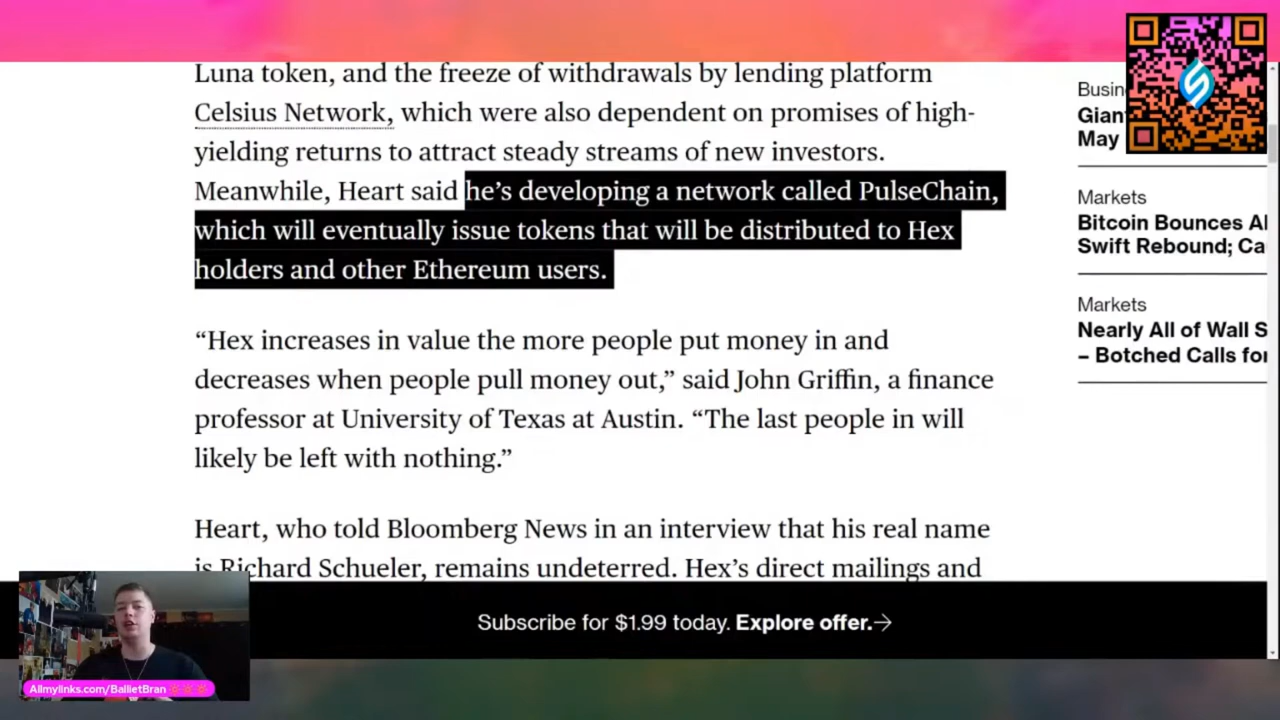 Luna token, and the freeze of withdrawals by lending platform
Celsius Network, which were also dependent on promises of high-
yielding returns to attract steady streams of new investors.
Meanwhile, Heart said he’s developing a network called PulseChain,
which will eventually issue tokens that will be distributed to Hex
holders and other Ethereum users.
“Hex increases in value the more people put money in and
decreases when people pull money out,” said John Griffin, a finance
professor at University of Texas at Austin. “The last people in will
likely be left with nothing.”
Heart, who told Bloomberg News in an interview that his real name
is Richard Schueler, remains undeterred. Hex’s direct mailings and
May
Markets
Bitcoin Bounces
Swift Rebound;
Markets
Nearly All of Wall
– Botched Calls
Subscribe for $1.99 today. Explore offer.→
Allmylinks.com/BallietBran